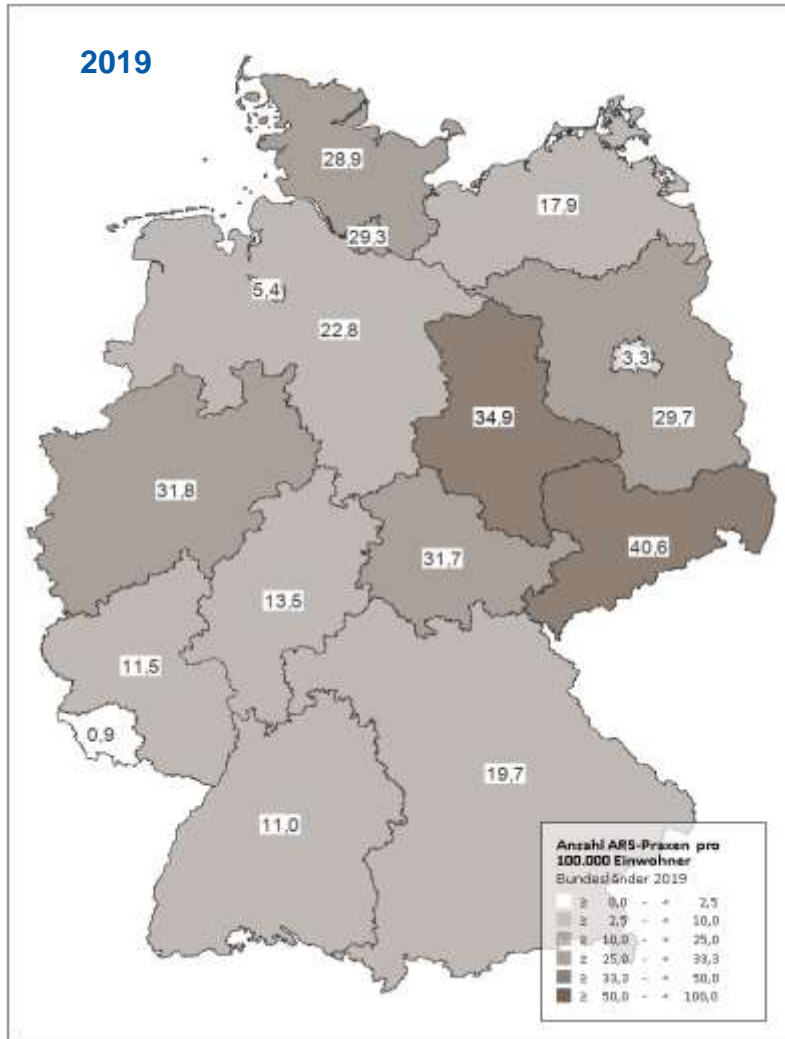 2019
28,9
17,9
29,3
5,4
22,8
3,3
34,9
29,7
31,8
40,6
31,7
13,5
11,5
0,9
19,7
11,0
Anzahl ARS-Praxen pro
100.000 Einwohner
Bundesländer 2019
≥ 0,0 - < 2,5
≥ 2,5 - < 10,0
≥ 10,0 - < 25,0
≥ 25,0 - < 33,3
≥ 33,3 - < 50,0
≥ 50,0 - < 100,0